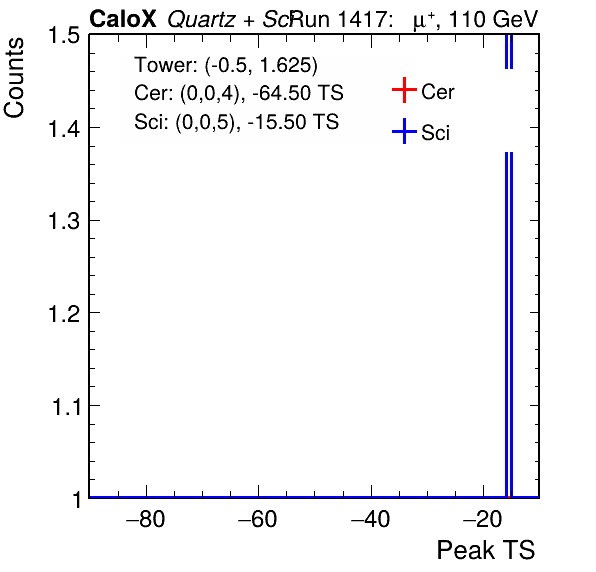 CaloX Quartz + Sci Run 1417: μ⁺, 110 GeV
Counts
Tower: (-0.5, 1.625)
Cer: (0,0,4), -64.50 TS
Sci: (0,0,5), -15.50 TS
Cer
Sci
1.5
1.4
1.3
1.2
1.1
1
−80 −60 −40 −20
Peak TS